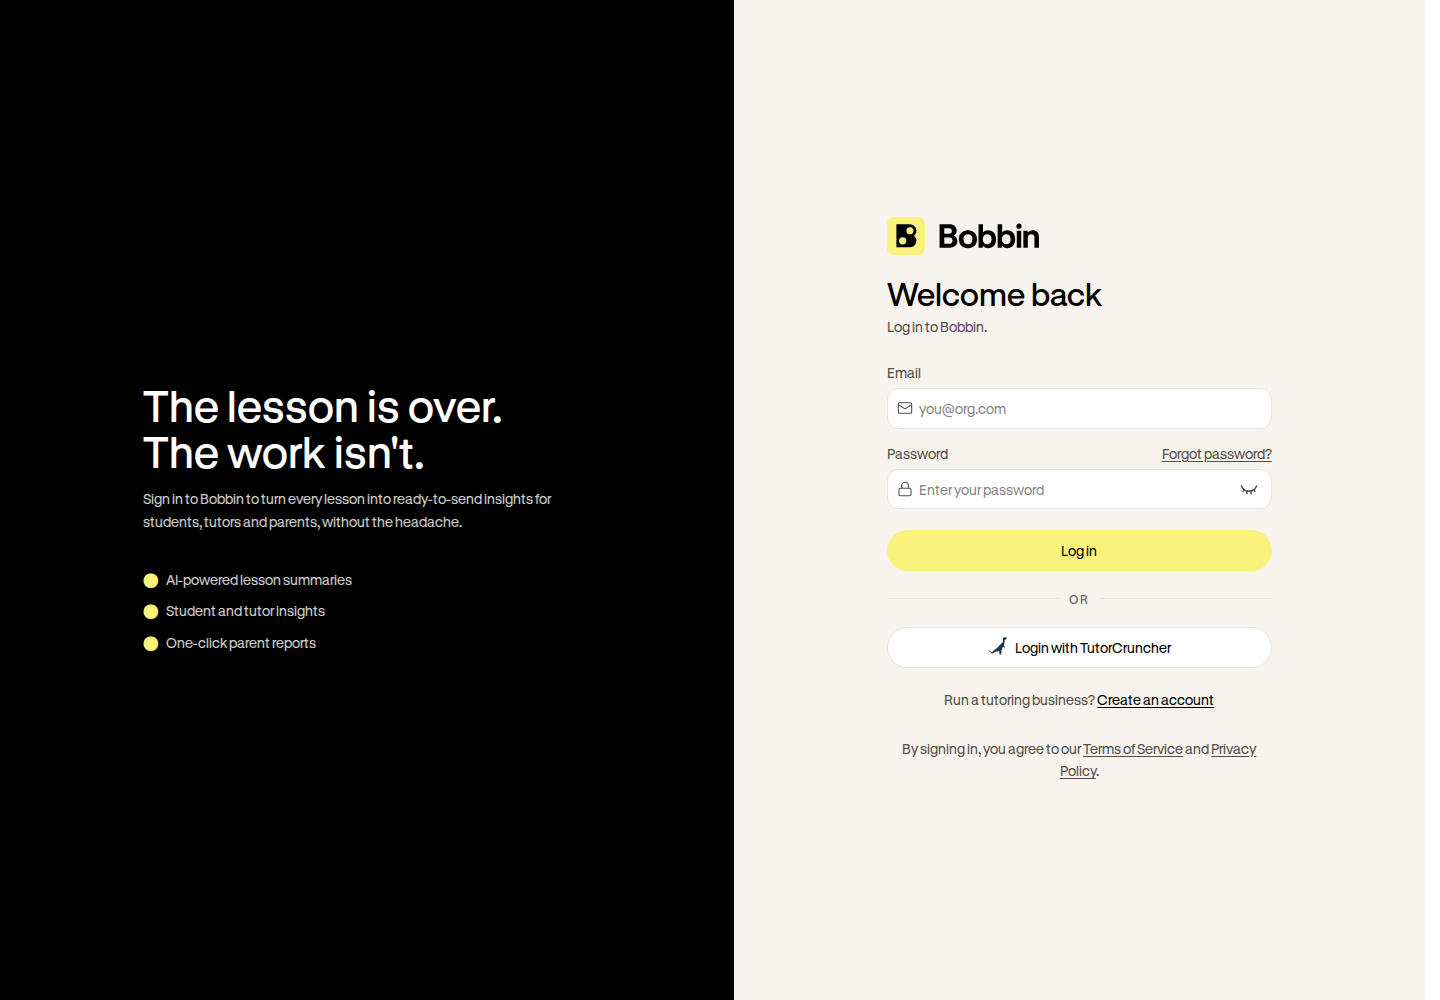 The lesson is over.
The work isn't.
Sign in to Bobbin to turn every lesson into ready-to-send insights for
students, tutors and parents, without the headache.
AI-powered lesson summaries
Student and tutor insights
One-click parent reports
B Bobbin
Welcome back
Log in to Bobbin.
Email
you@org.com
Password Forgot password?
Enter your password
Log in
OR
Login with TutorCruncher
Run a tutoring business? Create an account
By signing in, you agree to our Terms of Service and Privacy
Policy.